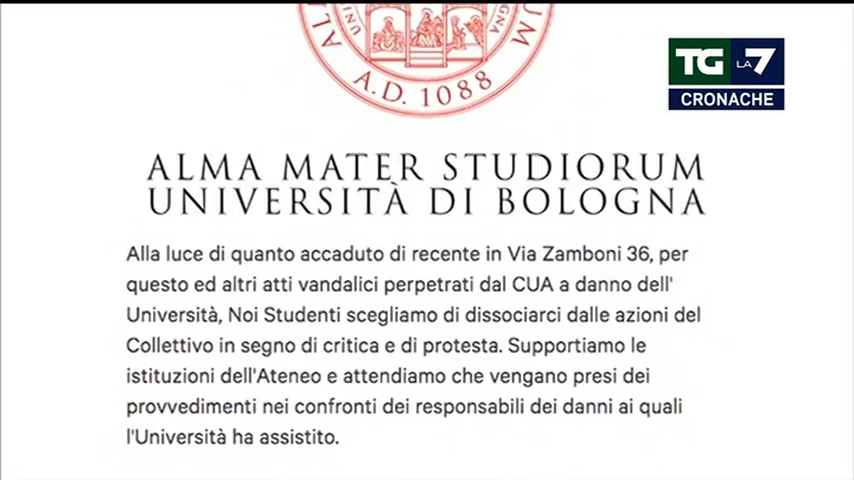 A.D. 1088
TG LA 7
CRONACHE
ALMA MATER STUDIORUM
UNIVERSITÀ DI BOLOGNA
Alla luce di quanto accaduto di recente in Via Zamboni 36, per
questo ed altri atti vandalici perpetrati dal CUA a danno dell'
Università, Noi Studenti scegliamo di dissociarci dalle azioni del
Collettivo in segno di critica e di protesta. Supportiamo le
istituzioni dell'Ateneo e attendiamo che vengano presi dei
provvedimenti nei confronti dei responsabili dei danni ai quali
l'Università ha assistito.